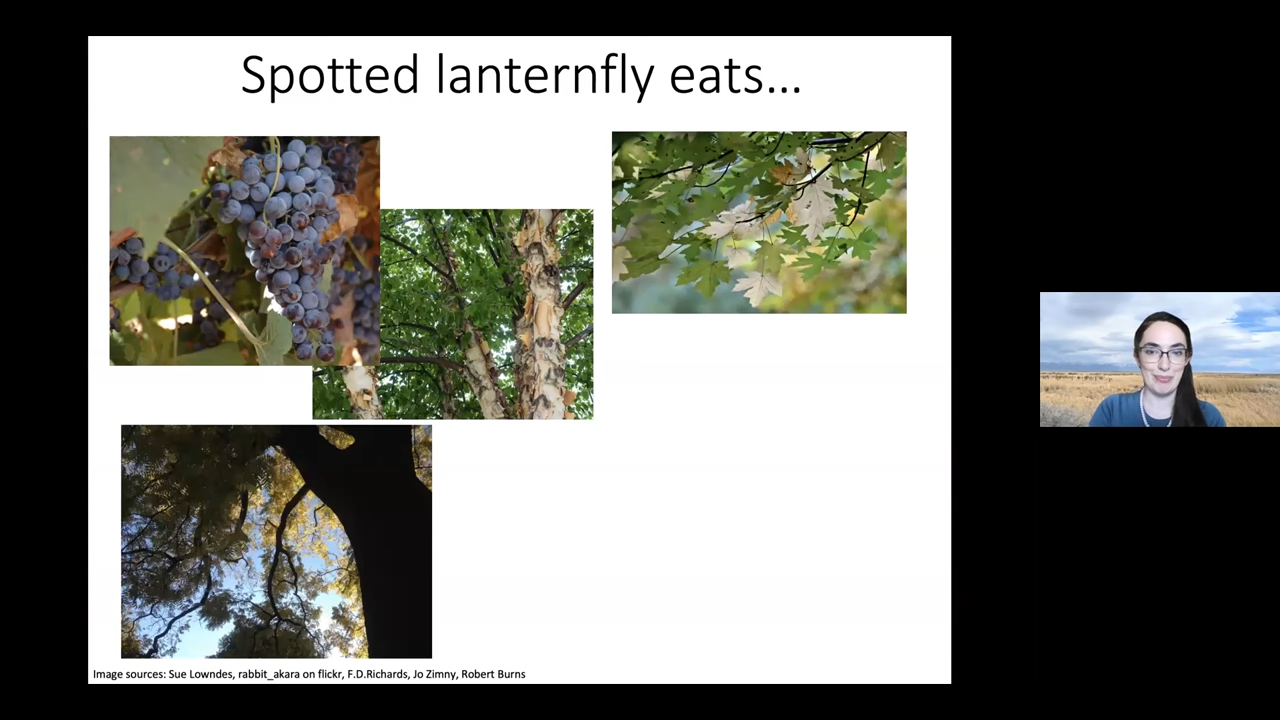 Spotted lanternfly eats...
Image sources: Sue Lowndes, rabbit_akara on flickr, F.D.Richards, Jo Zimny, Robert Burns